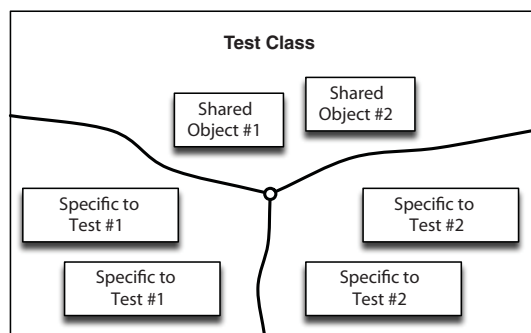 Test Class
Shared
Object #1
Shared
Object #2
Specific to
Test #1
Specific to
Test #2
Specific to
Test #1
Specific to
Test #2